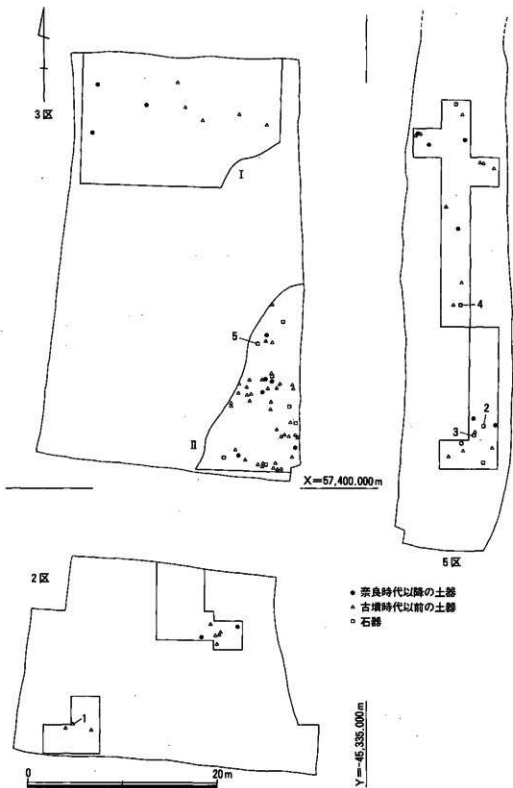 3区
I
5
II
4
2
3
X=57,400.000m
5区
2区
● 奈良時代以降の土器
▲ 古墳時代以前の土器
□ 石器
1
Y=-45,335.000m
0 20m